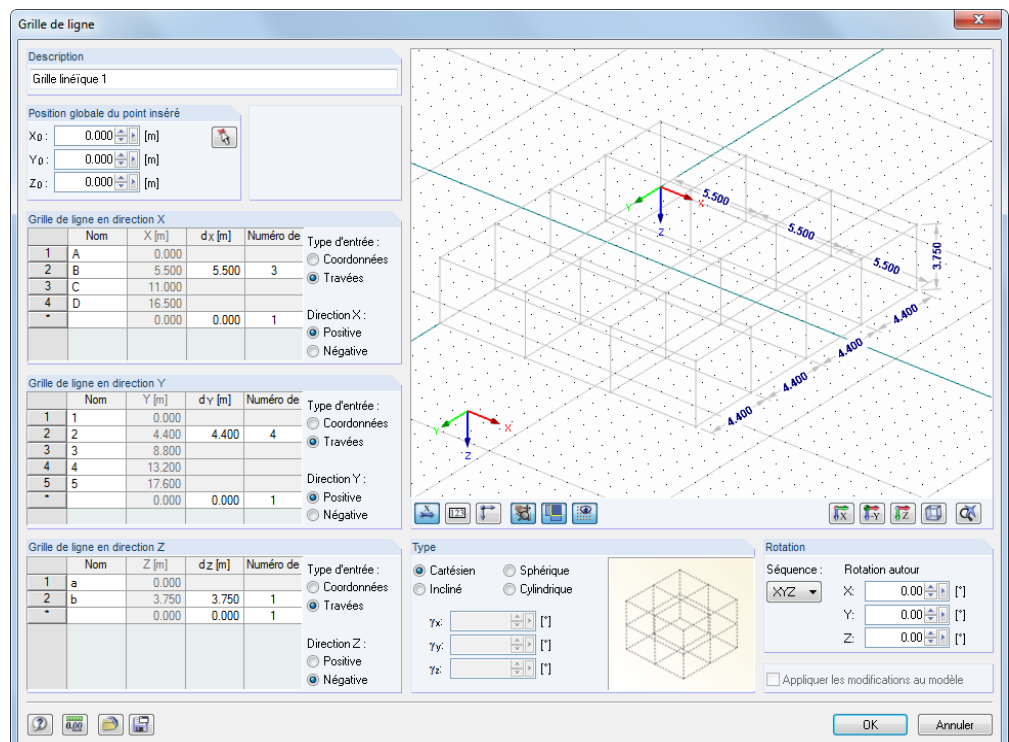 Grille de ligne
Description
Grille linéïque 1
Position globale du point inséré
X0 : 0.000 [m]
Y0 : 0.000 [m]
Z0 : 0.000 [m]
Grille de ligne en direction X
Nom X [m] dX [m] Numéro de
1 A 0.000
2 B 5.500 5.500 3
3 C 11.000
4 D 16.500
* 0.000 0.000 1
Type d'entrée :
Coordonnées
Travées
Direction X :
Positive
Négative
Grille de ligne en direction Y
Nom Y [m] dY [m] Numéro de
1 1 0.000
2 2 4.400 4.400 4
3 3 8.800
4 4 13.200
5 5 17.600
* 0.000 0.000 1
Type d'entrée :
Coordonnées
Travées
Direction Y :
Positive
Négative
Grille de ligne en direction Z
Nom Z [m] dZ [m] Numéro de
1 a 0.000
2 b 3.750 3.750 1
* 0.000 0.000 1
Type d'entrée :
Coordonnées
Travées
Direction Z :
Positive
Négative
5.500
5.500
5.500
3.750
4.400
4.400
4.400
4.400
Y X
Z
Y X
Z
X 123
X -Y Z
Type
Cartésien Sphérique
Incliné Cylindrique
γx: [°]
γy: [°]
γz: [°]
Rotation
Séquence : Rotation autour
XYZ X: 0.00 [°]
Y: 0.00 [°]
Z: 0.00 [°]
Appliquer les modifications au modèle
0.00
OK Annuler